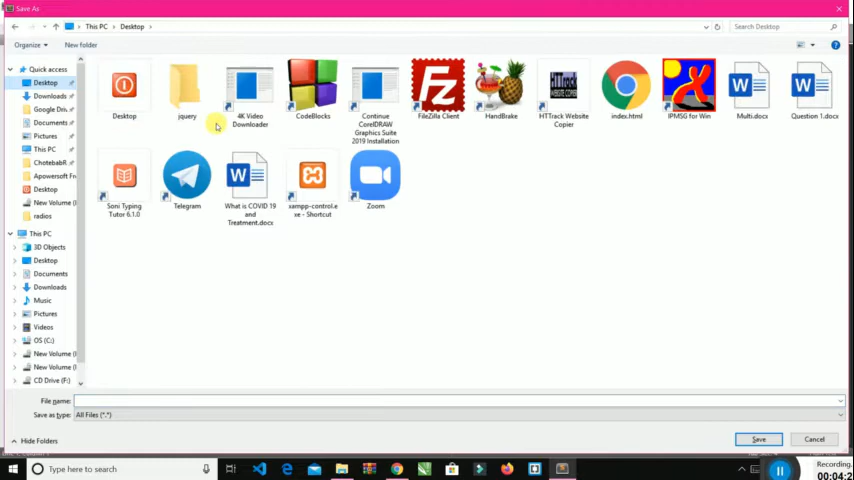 Save As
This PC > Desktop >
Search Desktop
Organize
New folder
Quick access
Desktop
Downloads
Google Driv
Documents
Pictures
This PC
ChotebabR
Apowersoft Fr
Desktop
New Volume (
radios
This PC
3D Objects
Desktop
Documents
Downloads
Music
Pictures
Videos
OS (C:)
New Volume (
New Volume (
CD Drive (F:)
Desktop
jquery
4K Video
Downloader
CodeBlocks
Continue
CorelDRAW
Graphics Suite
2019 Installation
FileZilla Client
HandBrake
HTTrack Website
Copier
index.html
IPMSG for Win
Multi.docx
Question 1.docx
Soni Typing
Tutor 6.1.0
Telegram
What is COVID 19
and
Treatment.docx
xampp-control.e
xe - Shortcut
Zoom
File name:
Save as type: All Files (*.*)
Hide Folders
Save
Cancel
Type here to search
Recording.
00:04:2